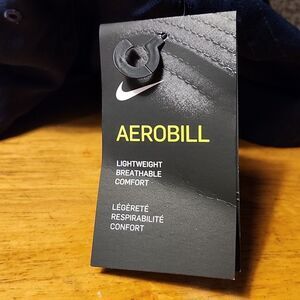 AEROBILL
LIGHTWEIGHT
BREATHABLE
COMFORT
LÉGÈRETÉ
RESPIRABILITÉ
CONFORT